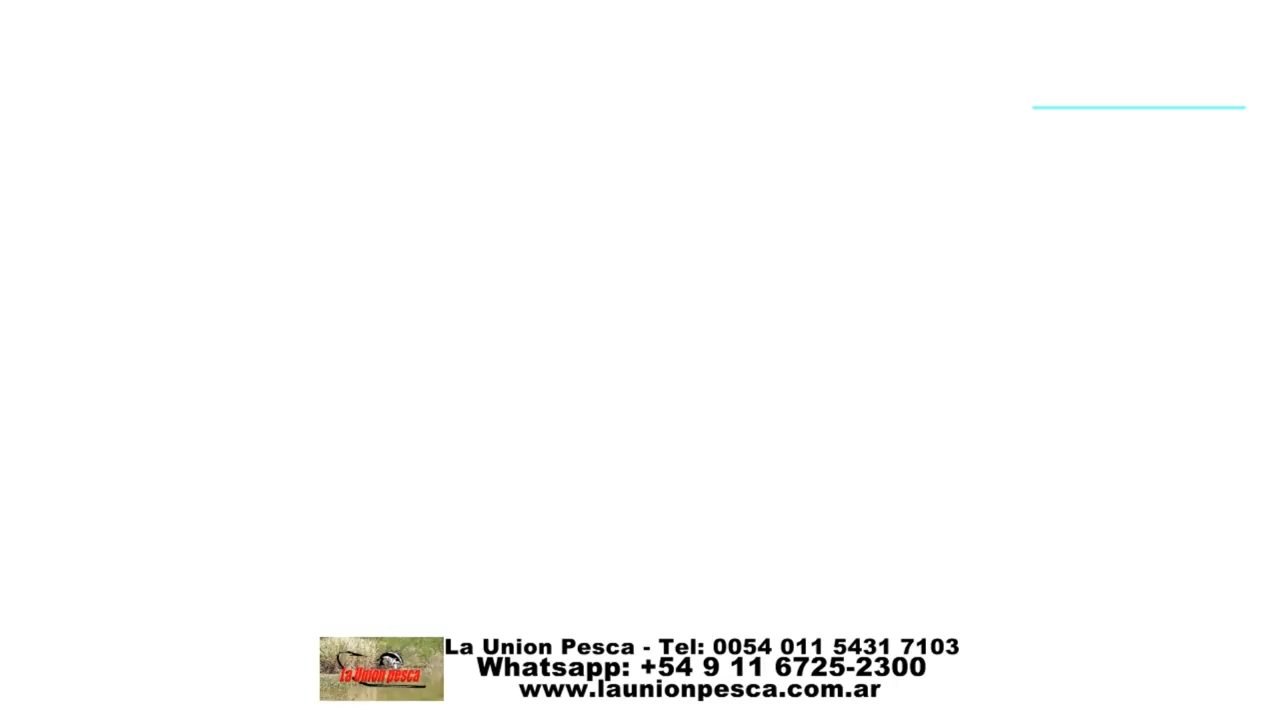 La Union Pesca - Tel: 0054 011 5431 7103
La Union pesca
Whatsapp: +54 9 11 6725-2300
www.launionpesca.com.ar